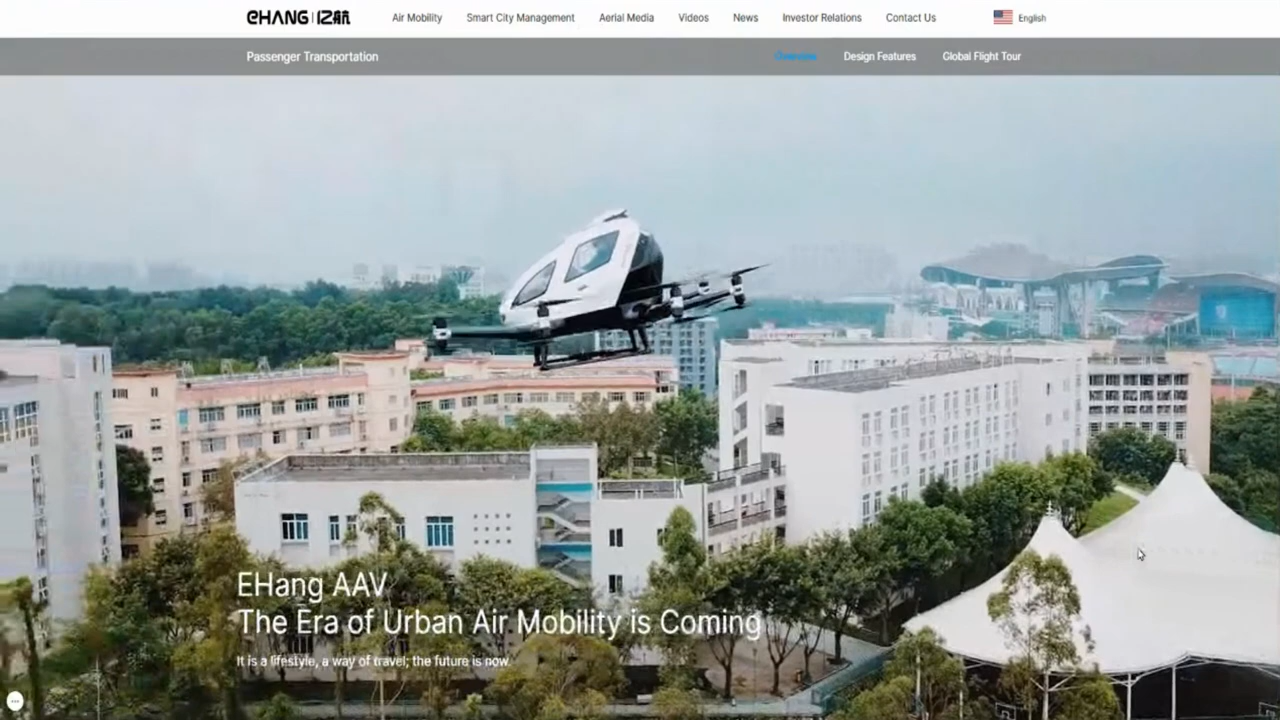 EHANG | 亿航
Air Mobility
Smart City Management
Aerial Media
Videos
News
Investor Relations
Contact Us
English
Passenger Transportation
Overview
Design Features
Global Flight Tour
EHang AAV
The Era of Urban Air Mobility is Coming
It is a lifestyle, a way of travel; the future is now.